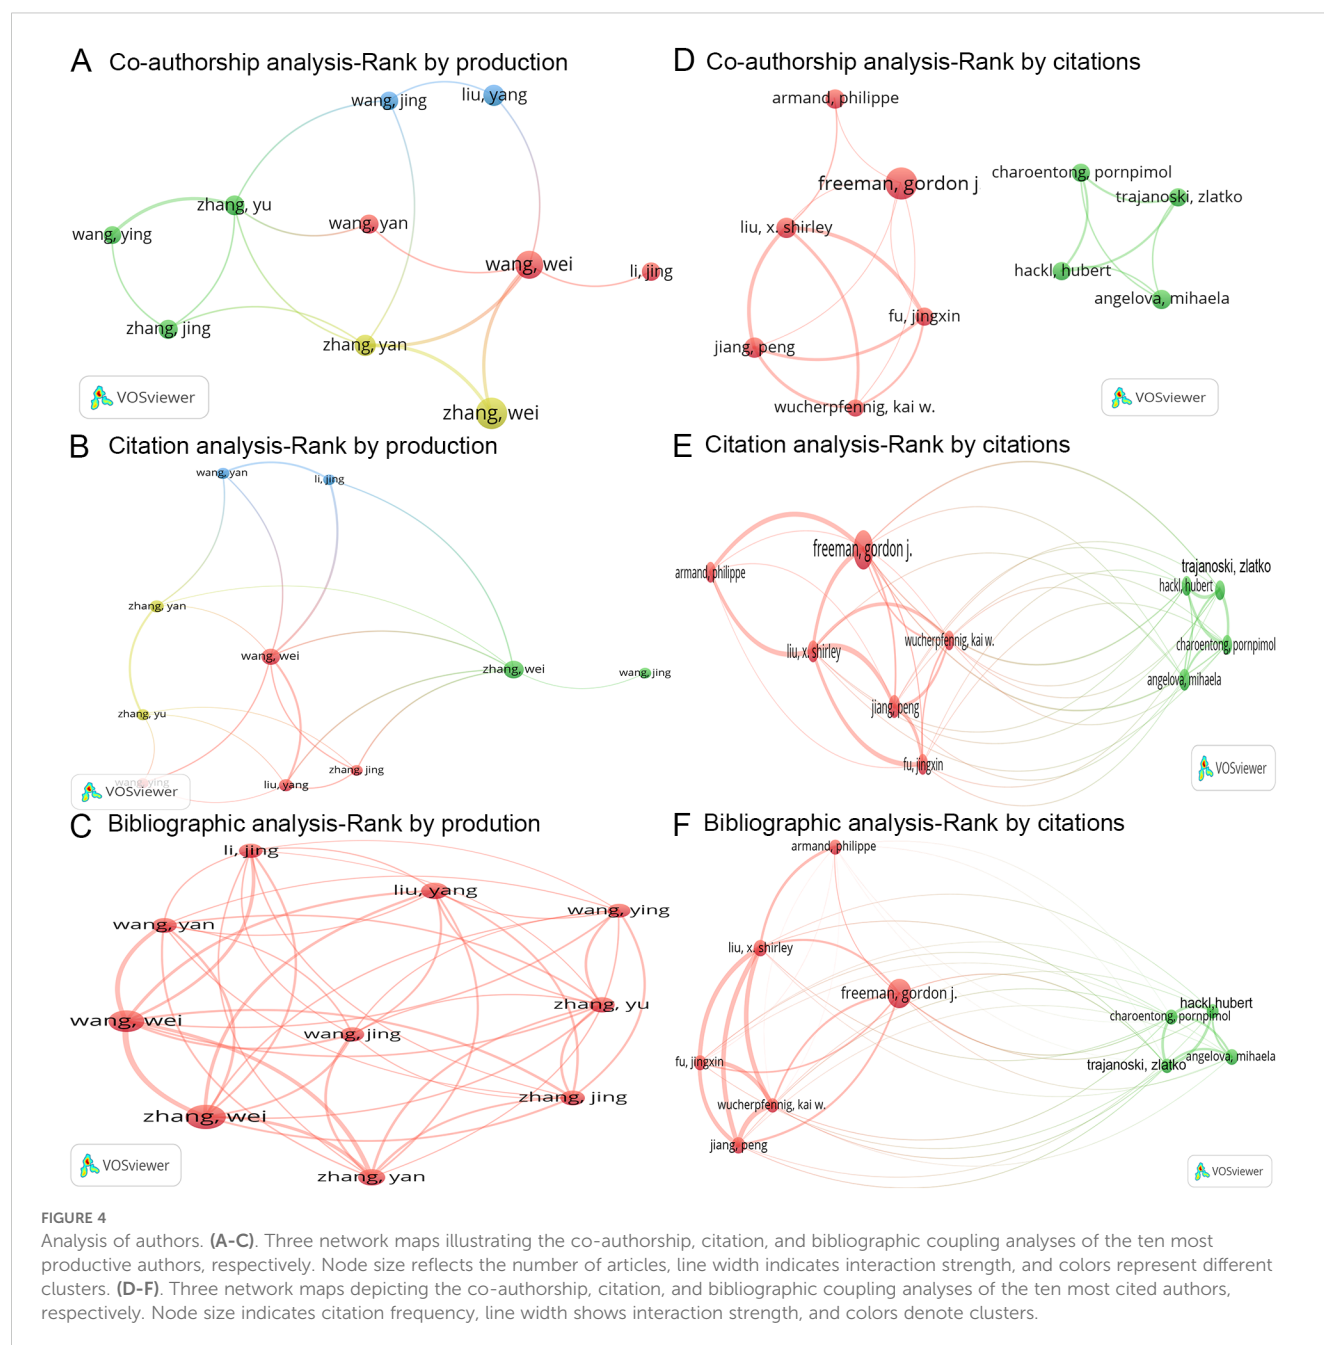 A Co-authorship analysis-Rank by production
wang, jing
liu, yang
zhang, yu
wang, yan
wang, ying
wang, wei
li, jing
zhang, jing
zhang, yan
VOSviewer
zhang, wei
B Citation analysis-Rank by production
wang, yan
li, jing
zhang, yan
wang, wei
zhang, wei
wang, jing
zhang, yu
zhang, jing
wang, ying
liu, yang
VOSviewer
C Bibliographic analysis-Rank by prodution
li, jing
liu, yang
wang, ying
wang, yan
zhang, yu
wang, wei
wang, jing
zhang, jing
zhang, wei
VOSviewer
zhang, yan
D Co-authorship analysis-Rank by citations
armand, philippe
charoentong, pornpimol
freeman, gordon j
trajanoski, zlatko
liu, x. shirley
hackl, hubert
angelova, mihaela
fu, jingxin
jiang, peng
VOSviewer
wucherpfennig, kai w.
E Citation analysis-Rank by citations
freeman, gordon j.
trajanoski, zlatko
armand, philippe
hackl, hubert
wucherpfennig, kai w.
charoentong, pornpimol
liu, x. shirley
angelova, mihaela
jiang, peng
fu, jingxin
VOSviewer
F Bibliographic analysis-Rank by citations
armand, philippe
liu, x. shirley
freeman, gordon j.
hackl,hubert
charoentong, pornpimol
fu, jingxin
angelova, mihaela
trajanoski, zlatko
wucherpfennig, kai w.
jiang, peng
VOSviewer
FIGURE 4
Analysis of authors. (A-C). Three network maps illustrating the co-authorship, citation, and bibliographic coupling analyses of the ten most
productive authors, respectively. Node size reflects the number of articles, line width indicates interaction strength, and colors represent different
clusters. (D-F). Three network maps depicting the co-authorship, citation, and bibliographic coupling analyses of the ten most cited authors,
respectively. Node size indicates citation frequency, line width shows interaction strength, and colors denote clusters.